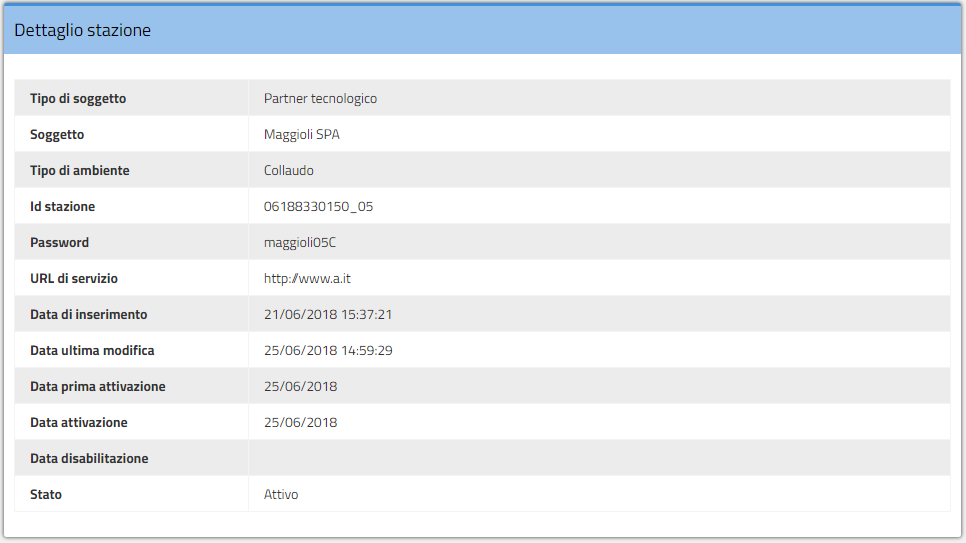 Dettaglio stazione
Tipo di soggetto Partner tecnologico
Soggetto Maggioli SPA
Tipo di ambiente Collaudo
Id stazione 06188330150_05
Password maggioli05C
URL di servizio http://www.a.it
Data di inserimento 21/06/2018 15:37:21
Data ultima modifica 25/06/2018 14:59:29
Data prima attivazione 25/06/2018
Data attivazione 25/06/2018
Data disabilitazione
Stato Attivo